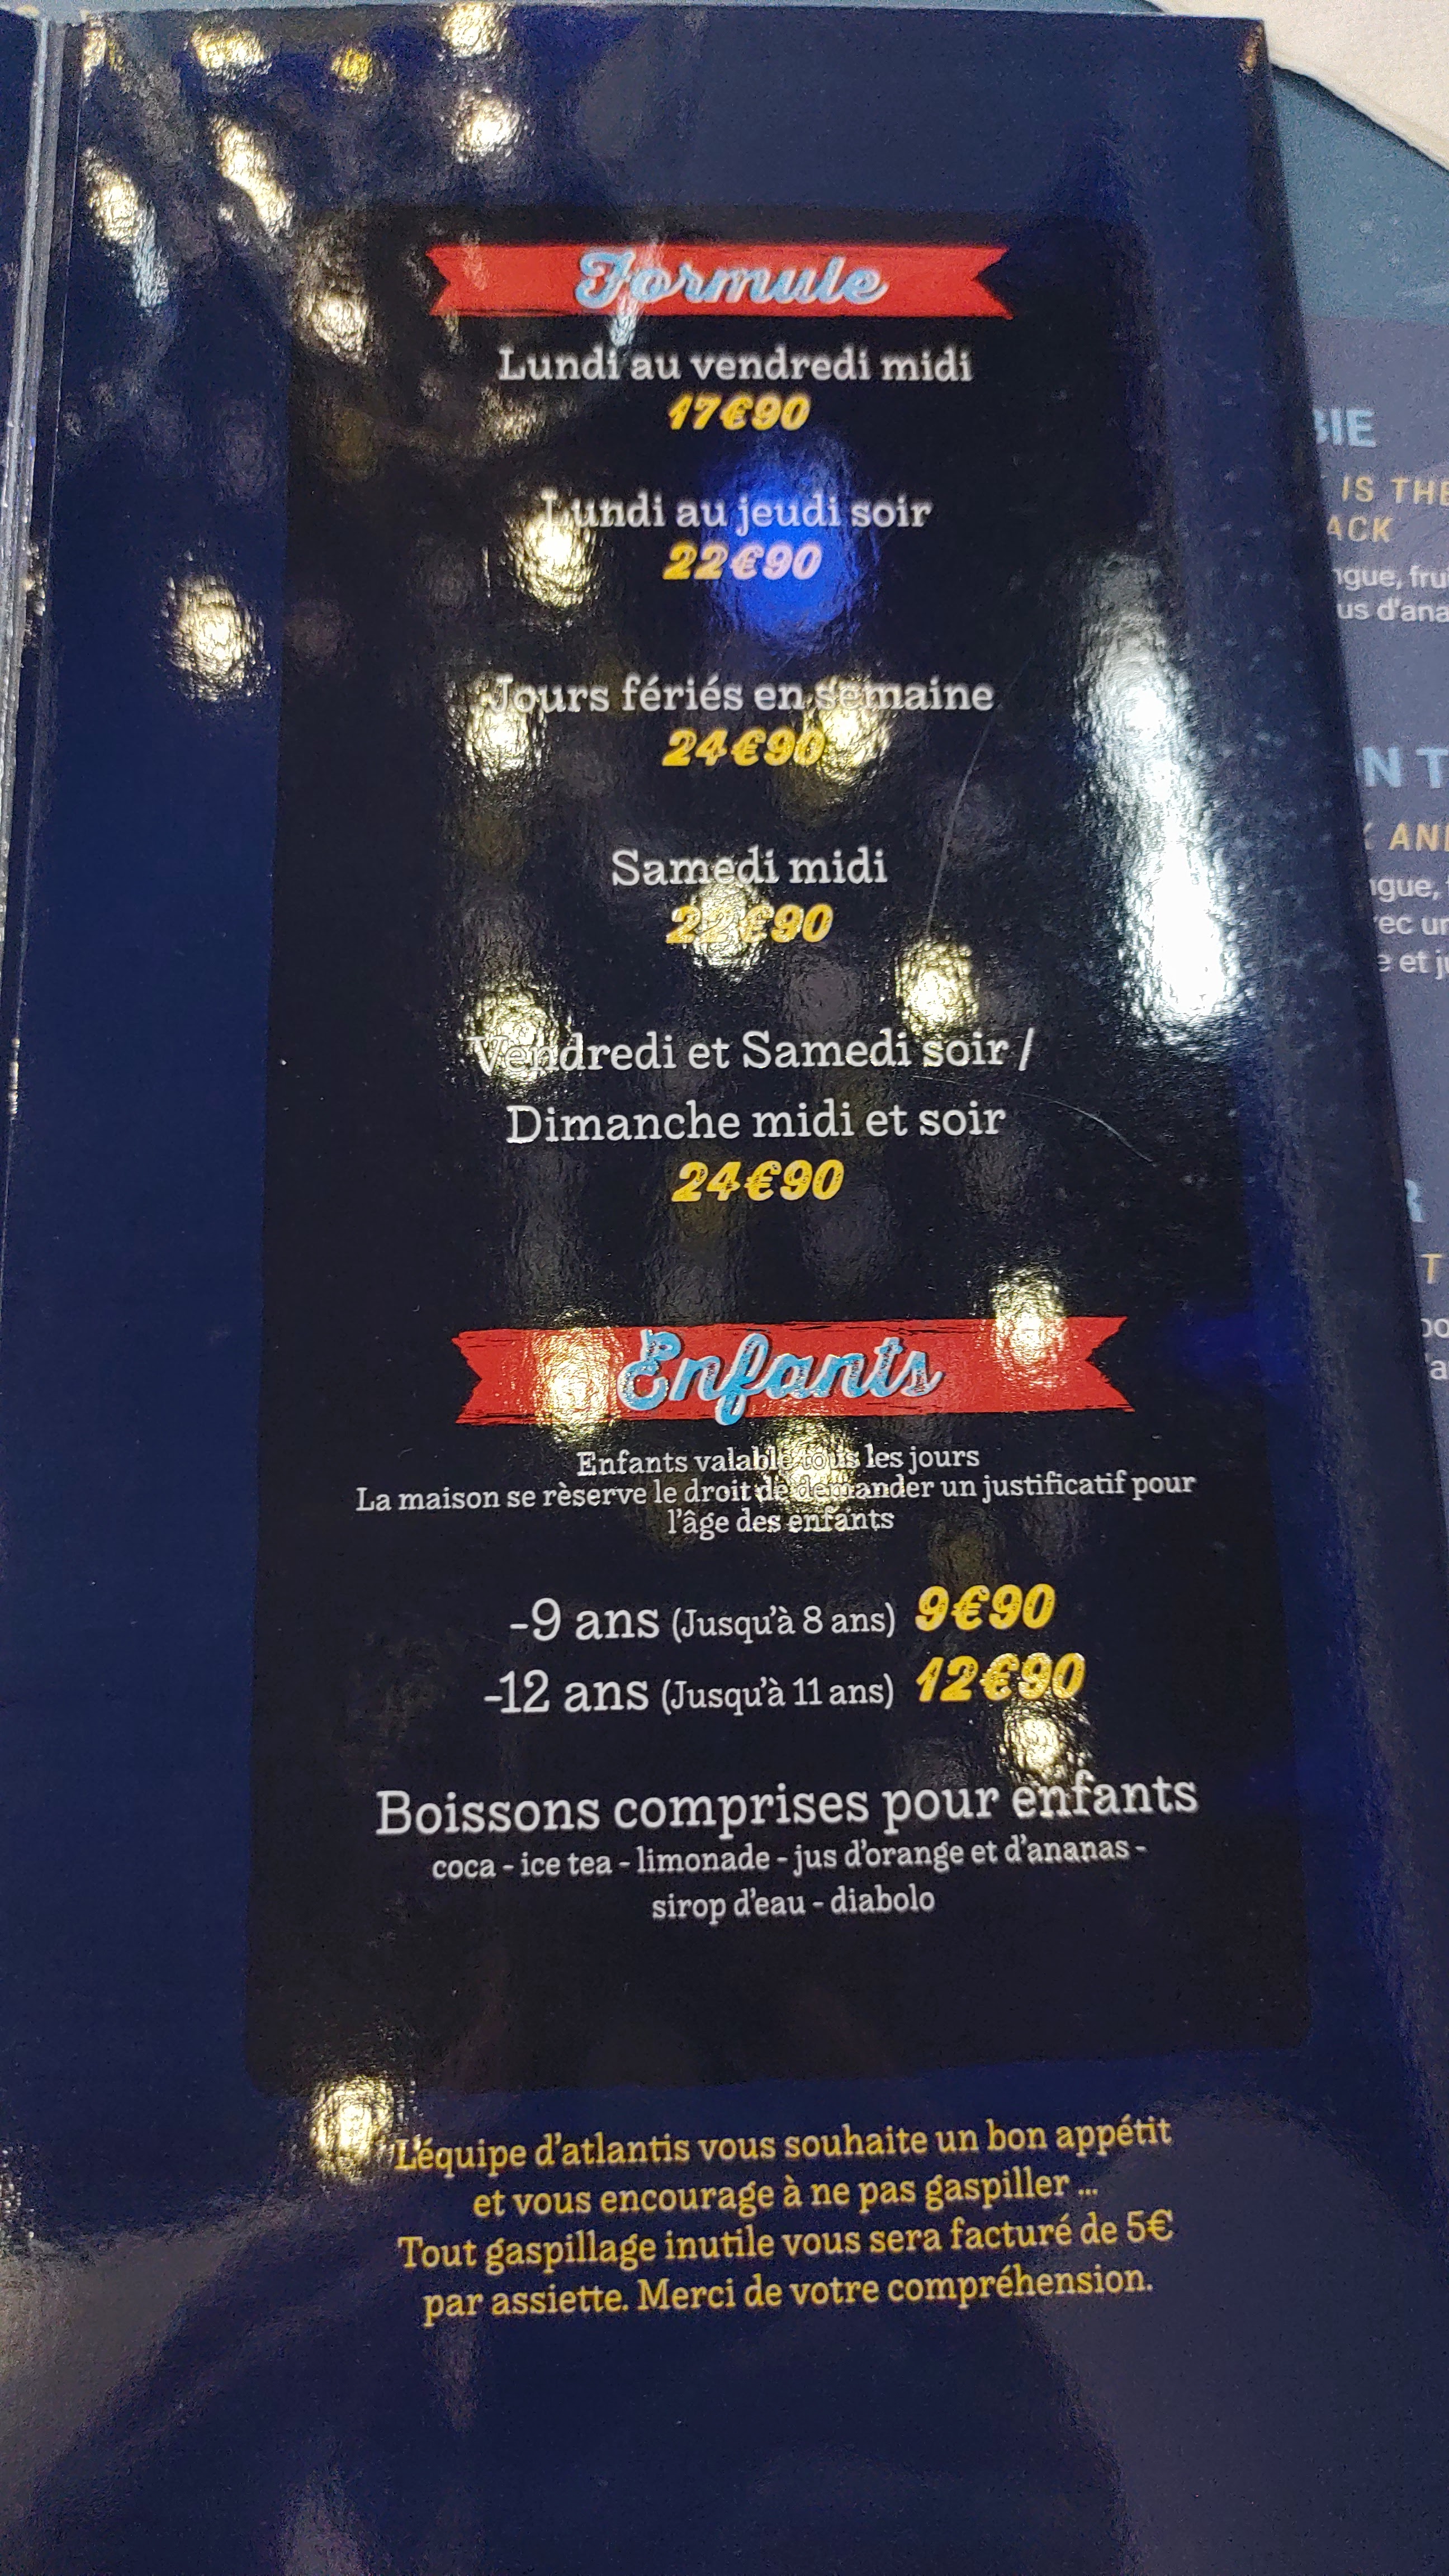 Formule
Lundi au vendredi midi
17€90
Lundi au jeudi soir
22€90
Jours fériés en semaine
24€90
Samedi midi
22€90
Vendredi et Samedi soir /
Dimanche midi et soir
24€90
Enfants
Enfants valable tous les jours
La maison se rèserve le droit de demander un justificatif pour
l'âge des enfants
-9 ans (Jusqu'à 8 ans) 9€90
-12 ans (Jusqu'à 11 ans) 12€90
Boissons comprises pour enfants
coca - ice tea - limonade - jus d'orange et d'ananas -
sirop d'eau - diabolo
L'équipe d'atlantis vous souhaite un bon appétit
et vous encourage à ne pas gaspiller ...
Tout gaspillage inutile vous sera facturé de 5€
par assiette. Merci de votre compréhension.
IS THE
et